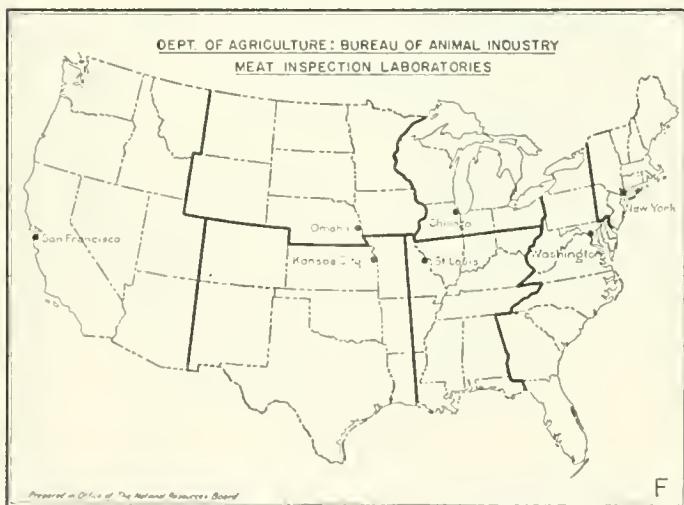 DEPT. OF AGRICULTURE: BUREAU OF ANIMAL INDUSTRY
MEAT INSPECTION LABORATORIES
Omaha
Chicago
New York
San Francisco
Kansas City
St Louis
Washington
Prepared in Office of The National Resources Board
F